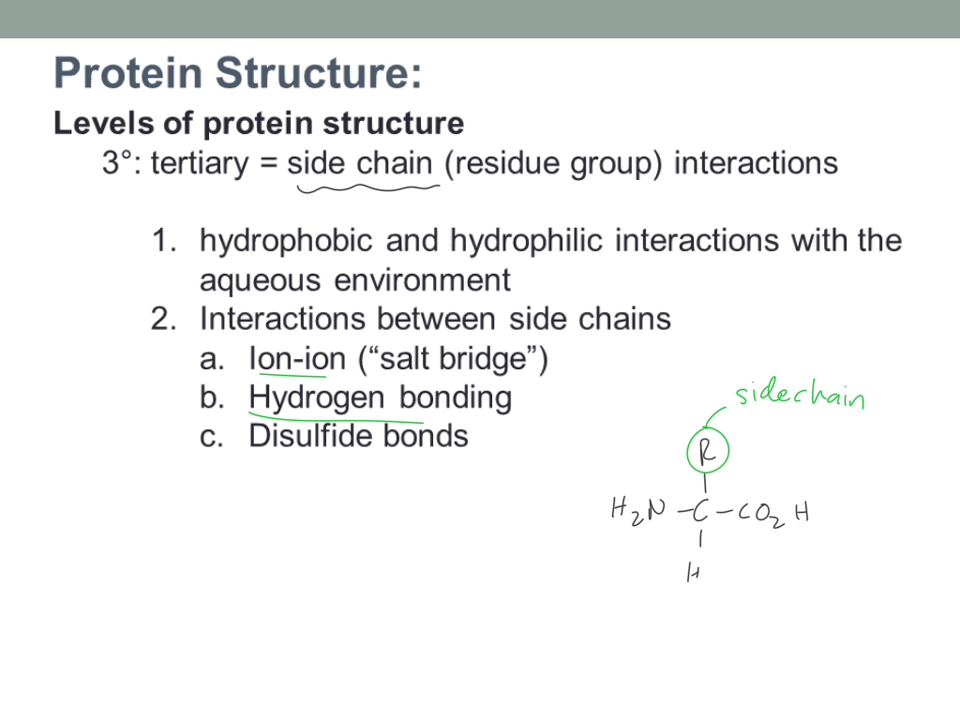 Protein Structure:
Levels of protein structure
3°: tertiary = side chain (residue group) interactions
1. hydrophobic and hydrophilic interactions with the
aqueous environment
2. Interactions between side chains
a. Ion-ion (“salt bridge”)
b. Hydrogen bonding
c. Disulfide bonds
sidechain
R
H₂N – C – CO₂H
H